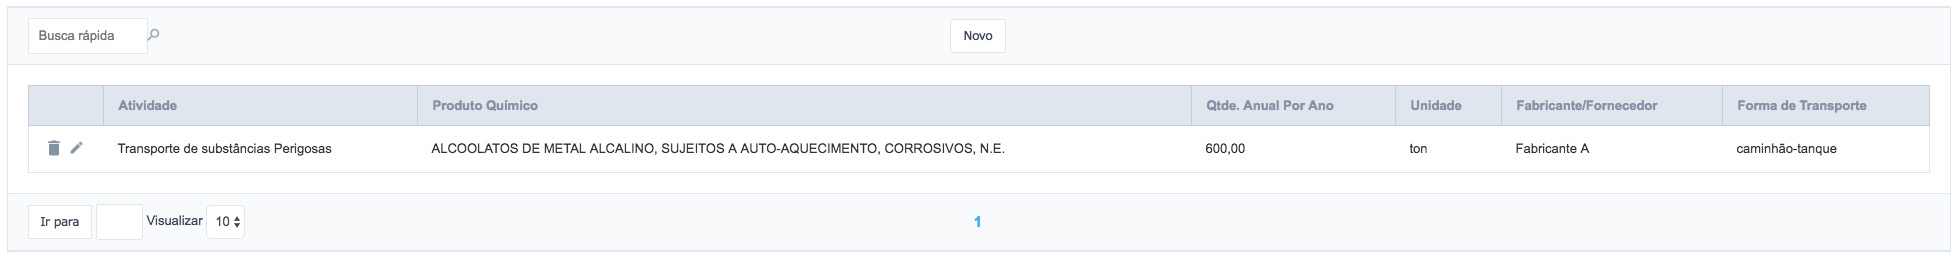 Busca rápida
Novo
Atividade Produto Químico Qtde. Anual Por Ano Unidade Fabricante/Fornecedor Forma de Transporte
Transporte de substâncias Perigosas ALCOOLATOS DE METAL ALCALINO, SUJEITOS A AUTO-AQUECIMENTO, CORROSIVOS, N.E. 600,00 ton Fabricante A caminhão-tanque
Ir para Visualizar 10 1